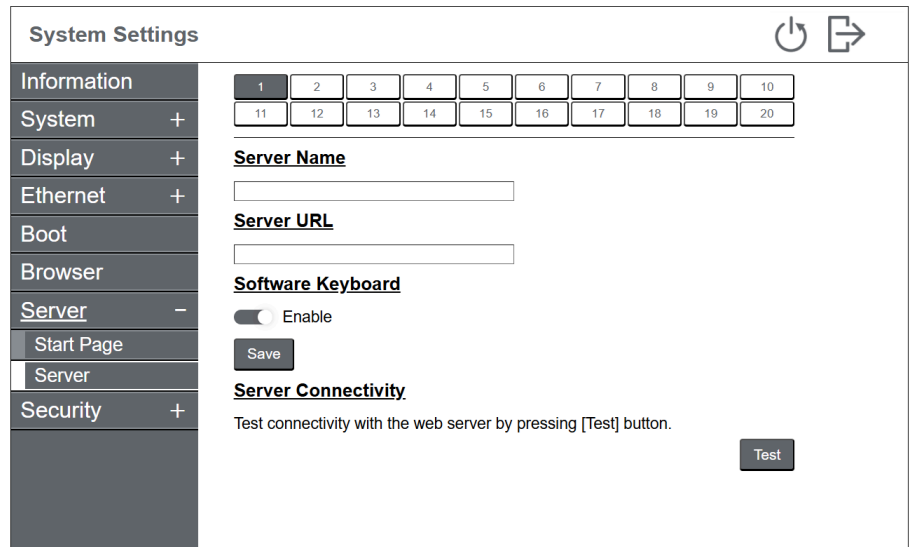 System Settings
Information
System +
Display +
Ethernet +
Boot
Browser
Server −
Start Page
Server
Security +
1 2 3 4 5 6 7 8 9 10
11 12 13 14 15 16 17 18 19 20
Server Name
Server URL
Software Keyboard
Enable
Save
Server Connectivity
Test connectivity with the web server by pressing [Test] button.
Test